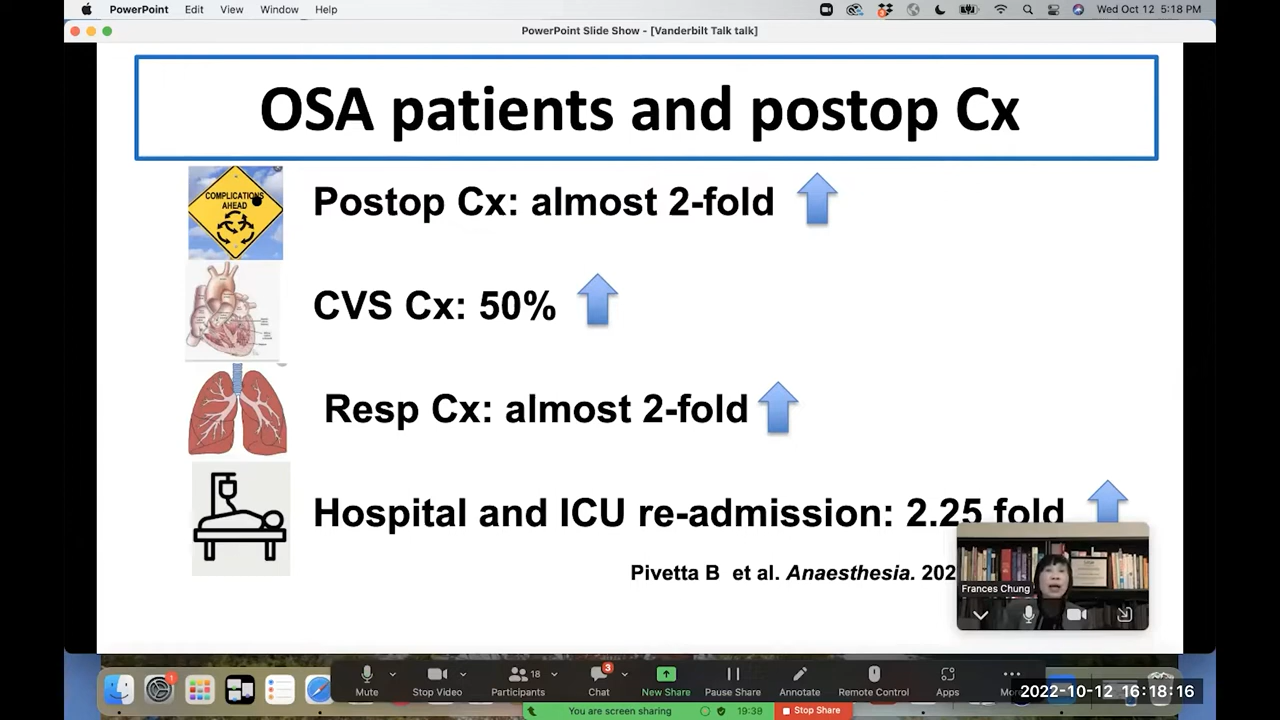 PowerPoint Edit View Window Help Wed Oct 12 5:18 PM
PowerPoint Slide Show - [Vanderbilt Talk talk]
OSA patients and postop Cx
COMPLICATIONS
AHEAD
Postop Cx: almost 2-fold
CVS Cx: 50%
Resp Cx: almost 2-fold
Hospital and ICU re-admission: 2.25 fold
Pivetta B et al. Anaesthesia. 202
Frances Chung
Mute
Stop Video
18
Participants
3
Chat
New Share
Pause Share
Annotate
Remote Control
Apps
2022-10-12 16:18:16
You are screen sharing 19:39 Stop Share